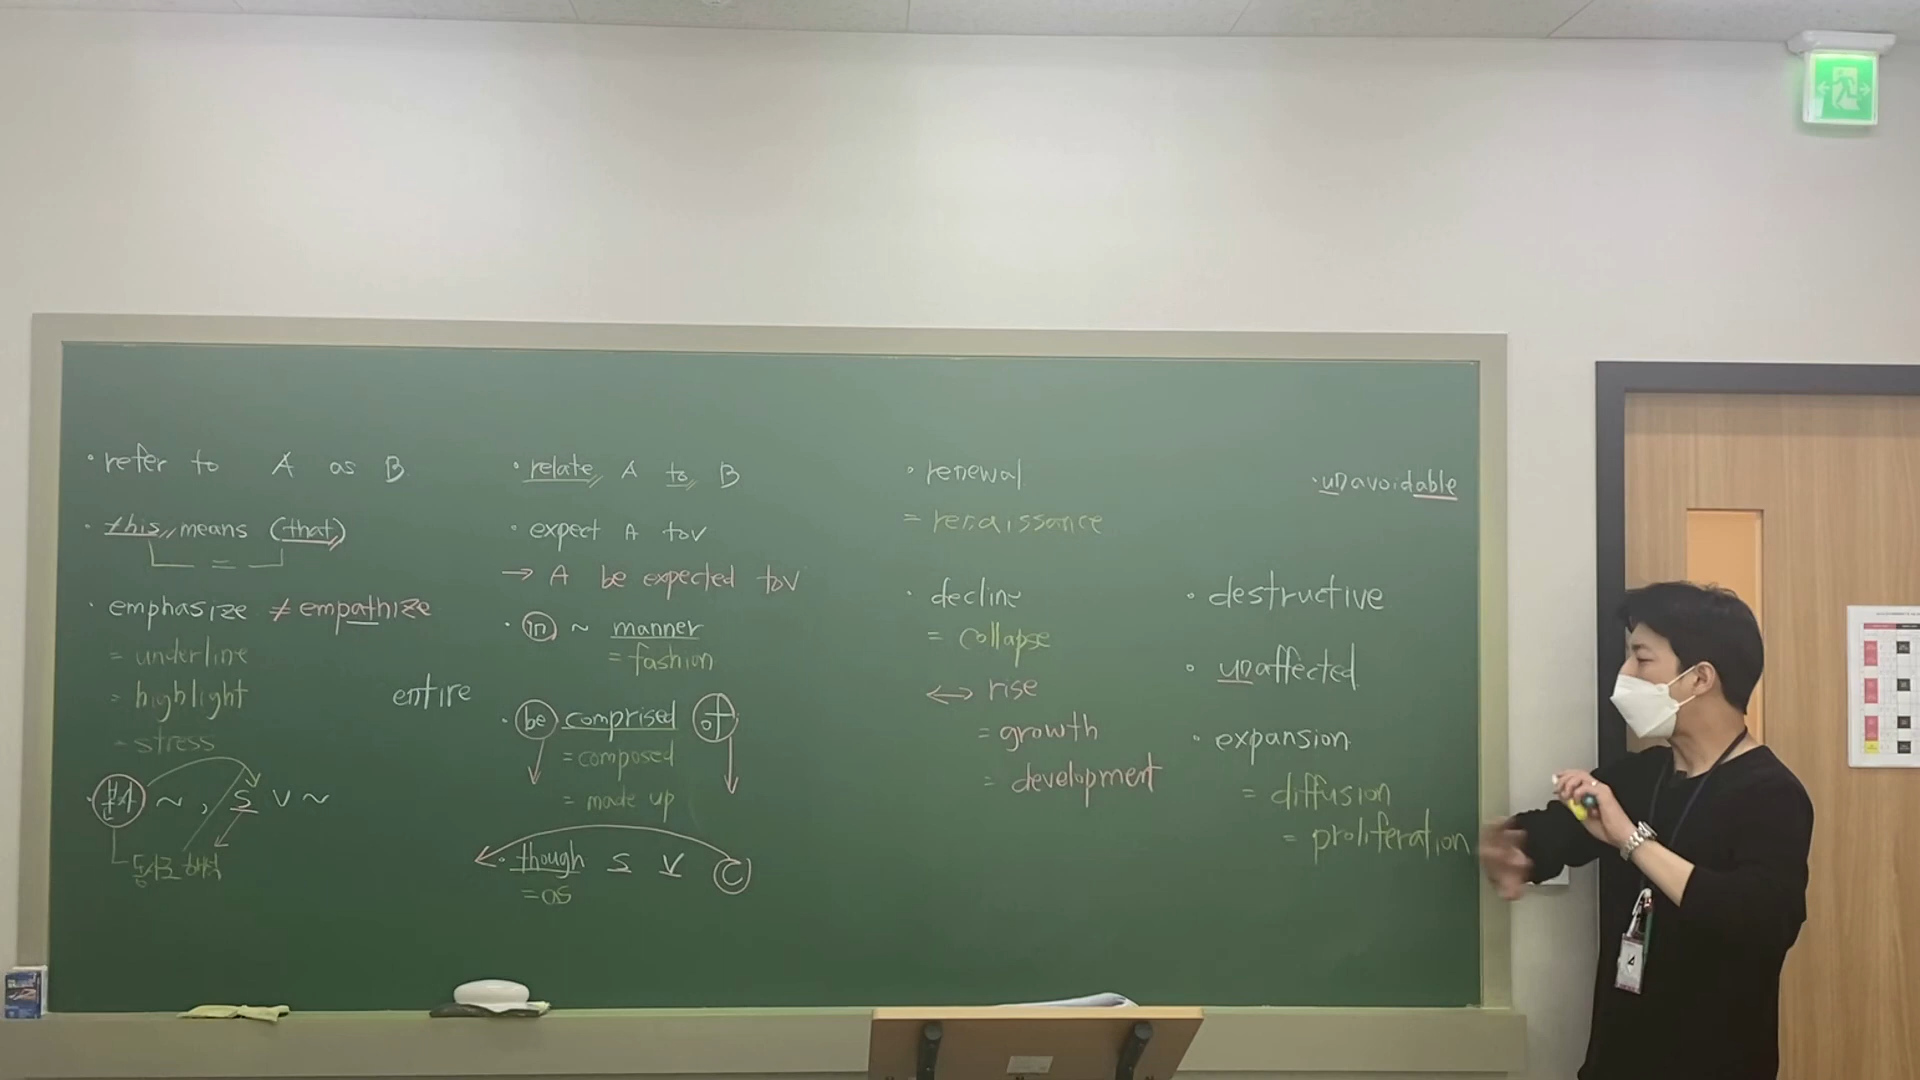 · refer to A as B
· this means (that)
=
· emphasize ≠ empathize
= underline
= highlight
= stress
entire
· 분사 ~ , S V ~
동시로 해석
· relate A to B
· expect A toV
→ A be expected toV
· in ~ manner
= fashion
· be comprised of
= composed
= made up
· though S V C
= as
· renewal
= renaissance
· decline
= collapse
↔ rise
= growth
= development
· unavoidable
· destructive
· unaffected
· expansion
= diffusion
= proliferation